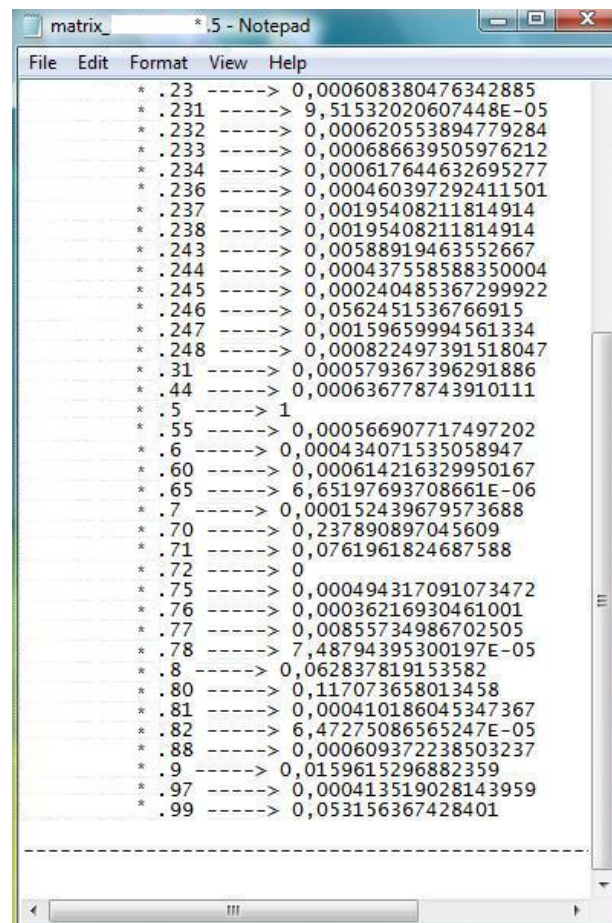 matrix_ * .5 - Notepad
File Edit Format View Help
* .23 -----> 0,000608380476342885
* .231 -----> 9,51532020607448E-05
* .232 -----> 0,000620553894779284
* .233 -----> 0,000686639505976212
* .234 -----> 0,000617644632695277
* .236 -----> 0,000460397292411501
* .237 -----> 0,00195408211814914
* .238 -----> 0,00195408211814914
* .243 -----> 0,00588919463552667
* .244 -----> 0,000437558588350004
* .245 -----> 0,000240485367299922
* .246 -----> 0,0562451536766915
* .247 -----> 0,00159659994561334
* .248 -----> 0,000822497391518047
* .31 -----> 0,000579367396291886
* .44 -----> 0,000636778743910111
* .5 -----> 1
* .55 -----> 0,000566907717497202
* .6 -----> 0,000434071535058947
* .60 -----> 0,000614216329950167
* .65 -----> 6,65197693708661E-06
* .7 -----> 0,000152439679573688
* .70 -----> 0,237890897045609
* .71 -----> 0,0761961824687588
* .72 -----> 0
* .75 -----> 0,000494317091073472
* .76 -----> 0,00036216930461001
* .77 -----> 0,00855734986702505
* .78 -----> 7,48794395300197E-05
* .8 -----> 0,062837819153582
* .80 -----> 0,117073658013458
* .81 -----> 0,000410186045347367
* .82 -----> 6,47275086565247E-05
* .88 -----> 0,000609372238503237
* .9 -----> 0,0159615296882359
* .97 -----> 0,000413519028143959
* .99 -----> 0,053156367428401
-----------------------------------------------